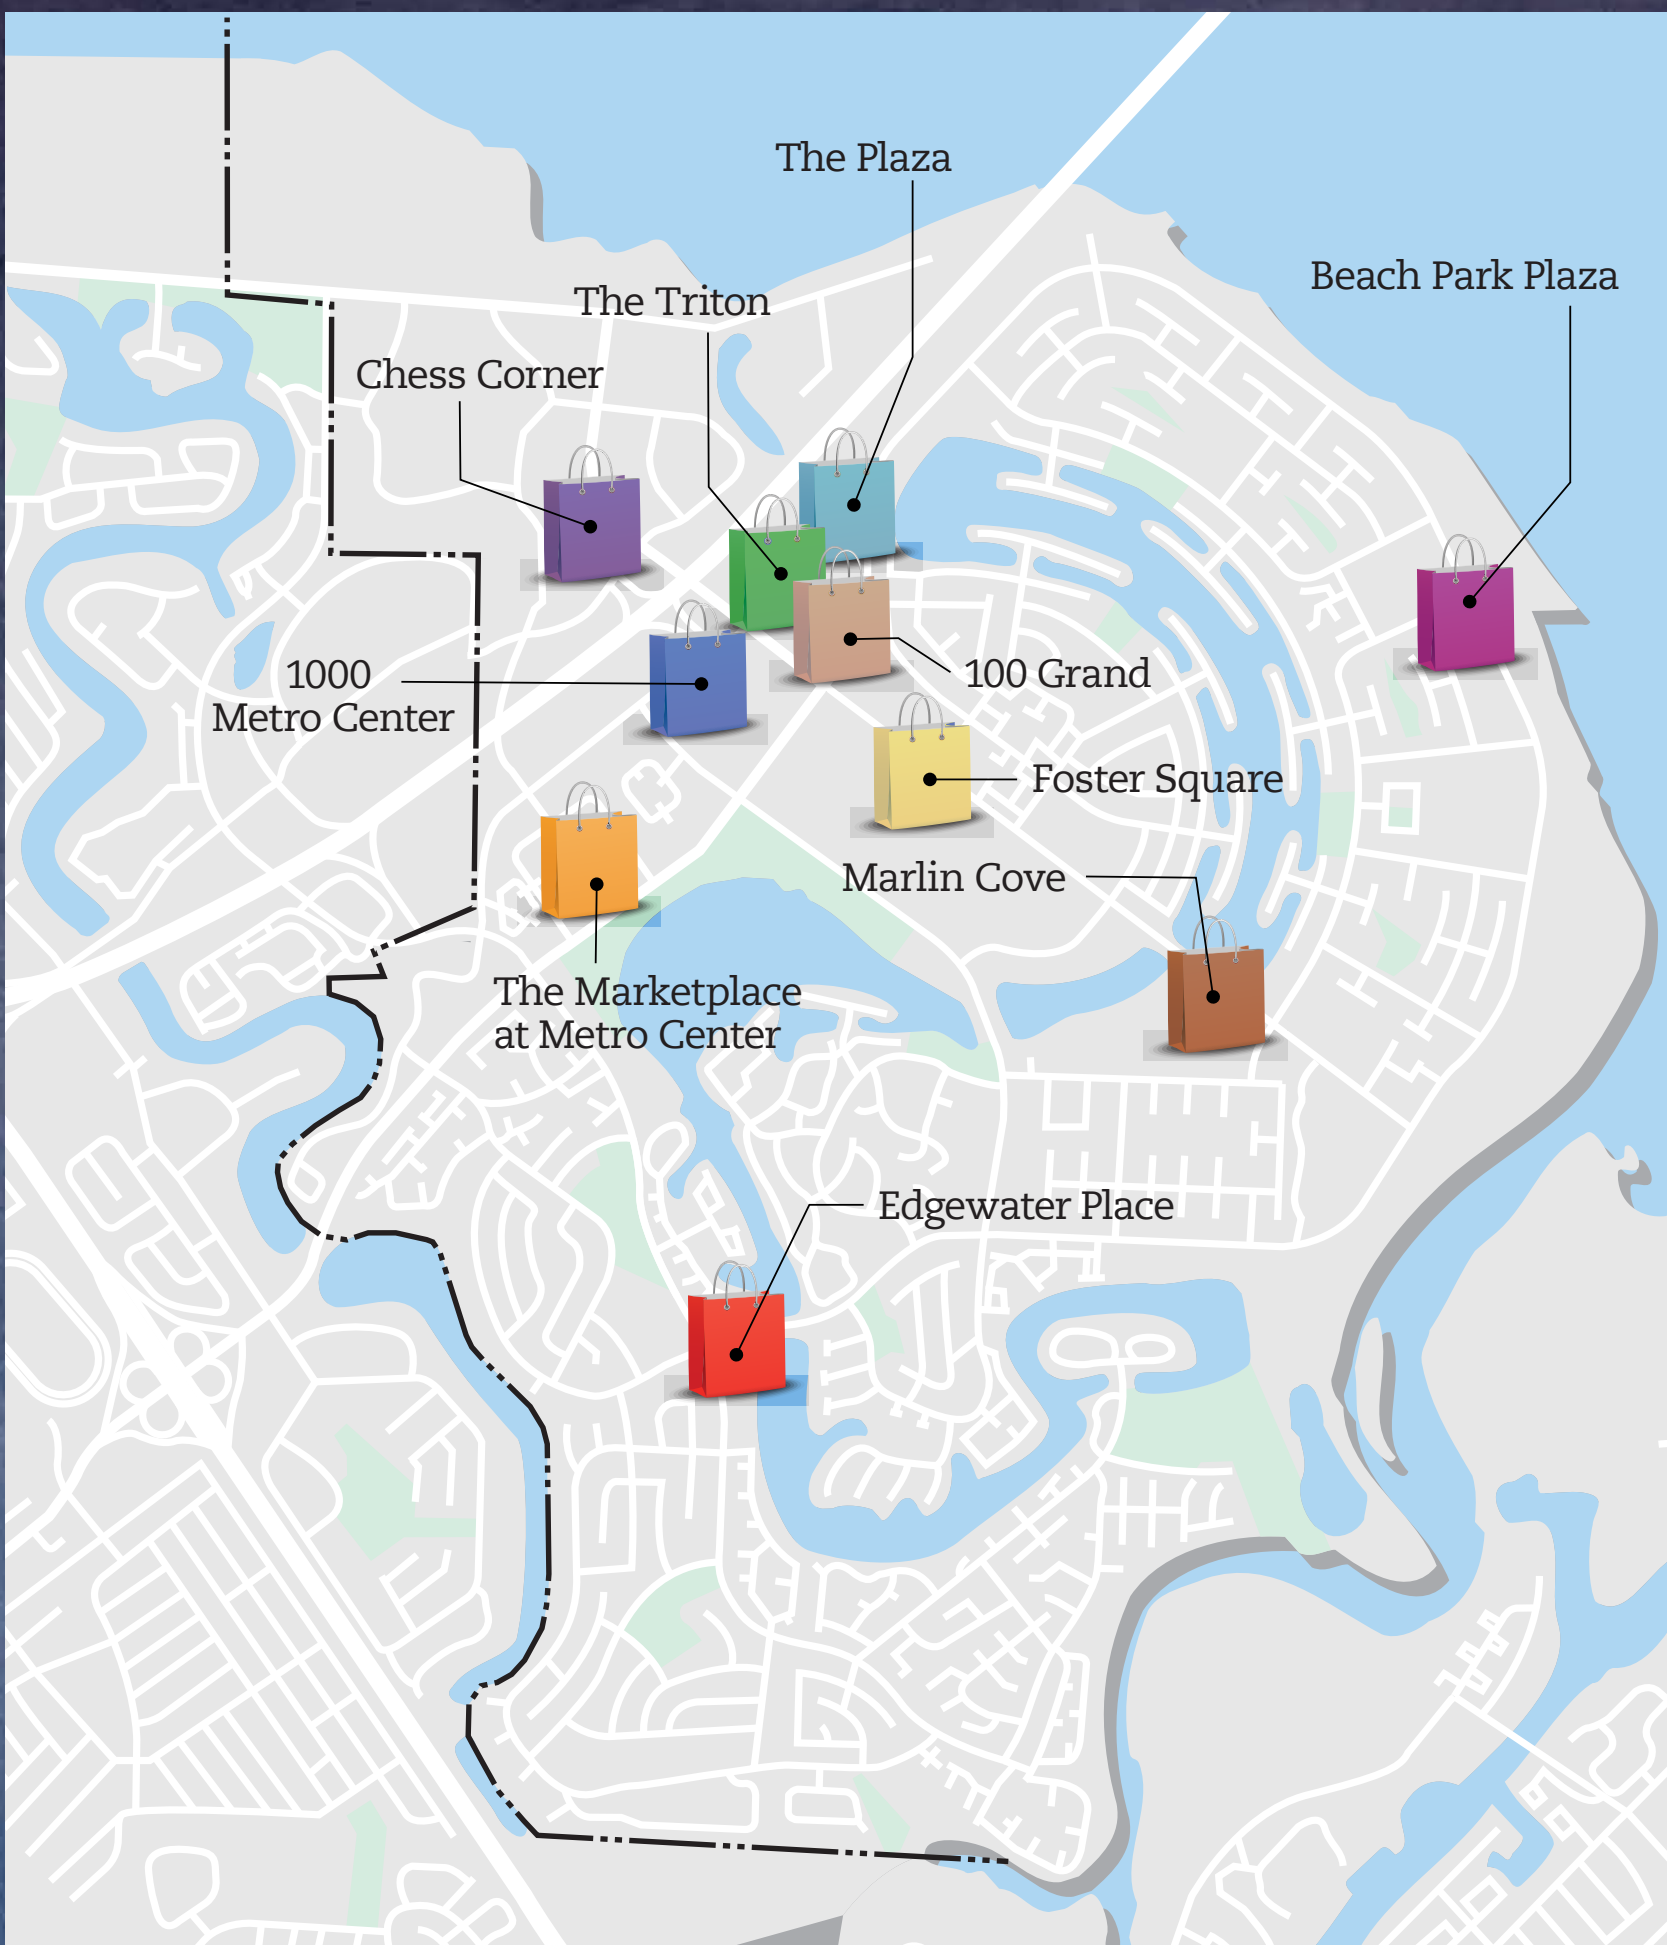 The Plaza
Beach Park Plaza
The Triton
Chess Corner
1000
Metro Center
100 Grand
Foster Square
Marlin Cove
The Marketplace
at Metro Center
Edgewater Place